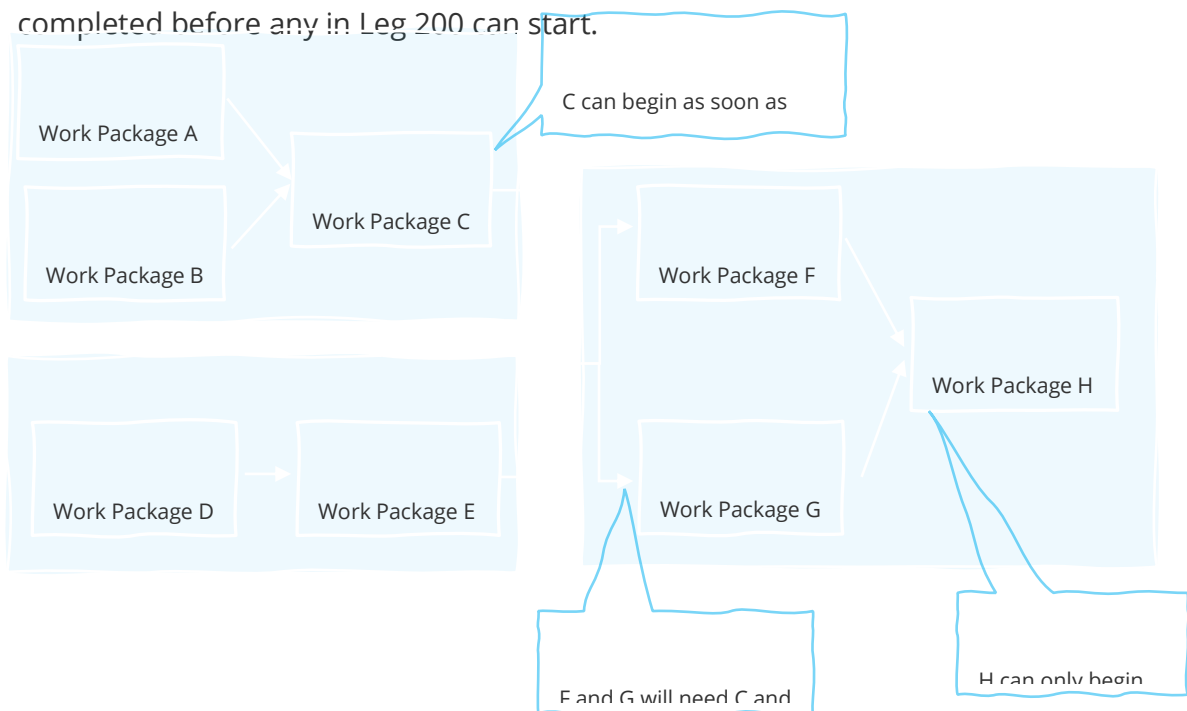 completed before any in Leg 200 can start.
C can begin as soon as
Work Package A
Work Package C
Work Package B
Work Package F
Work Package H
Work Package D
Work Package E
Work Package G
H can only begin
F and G will need C and